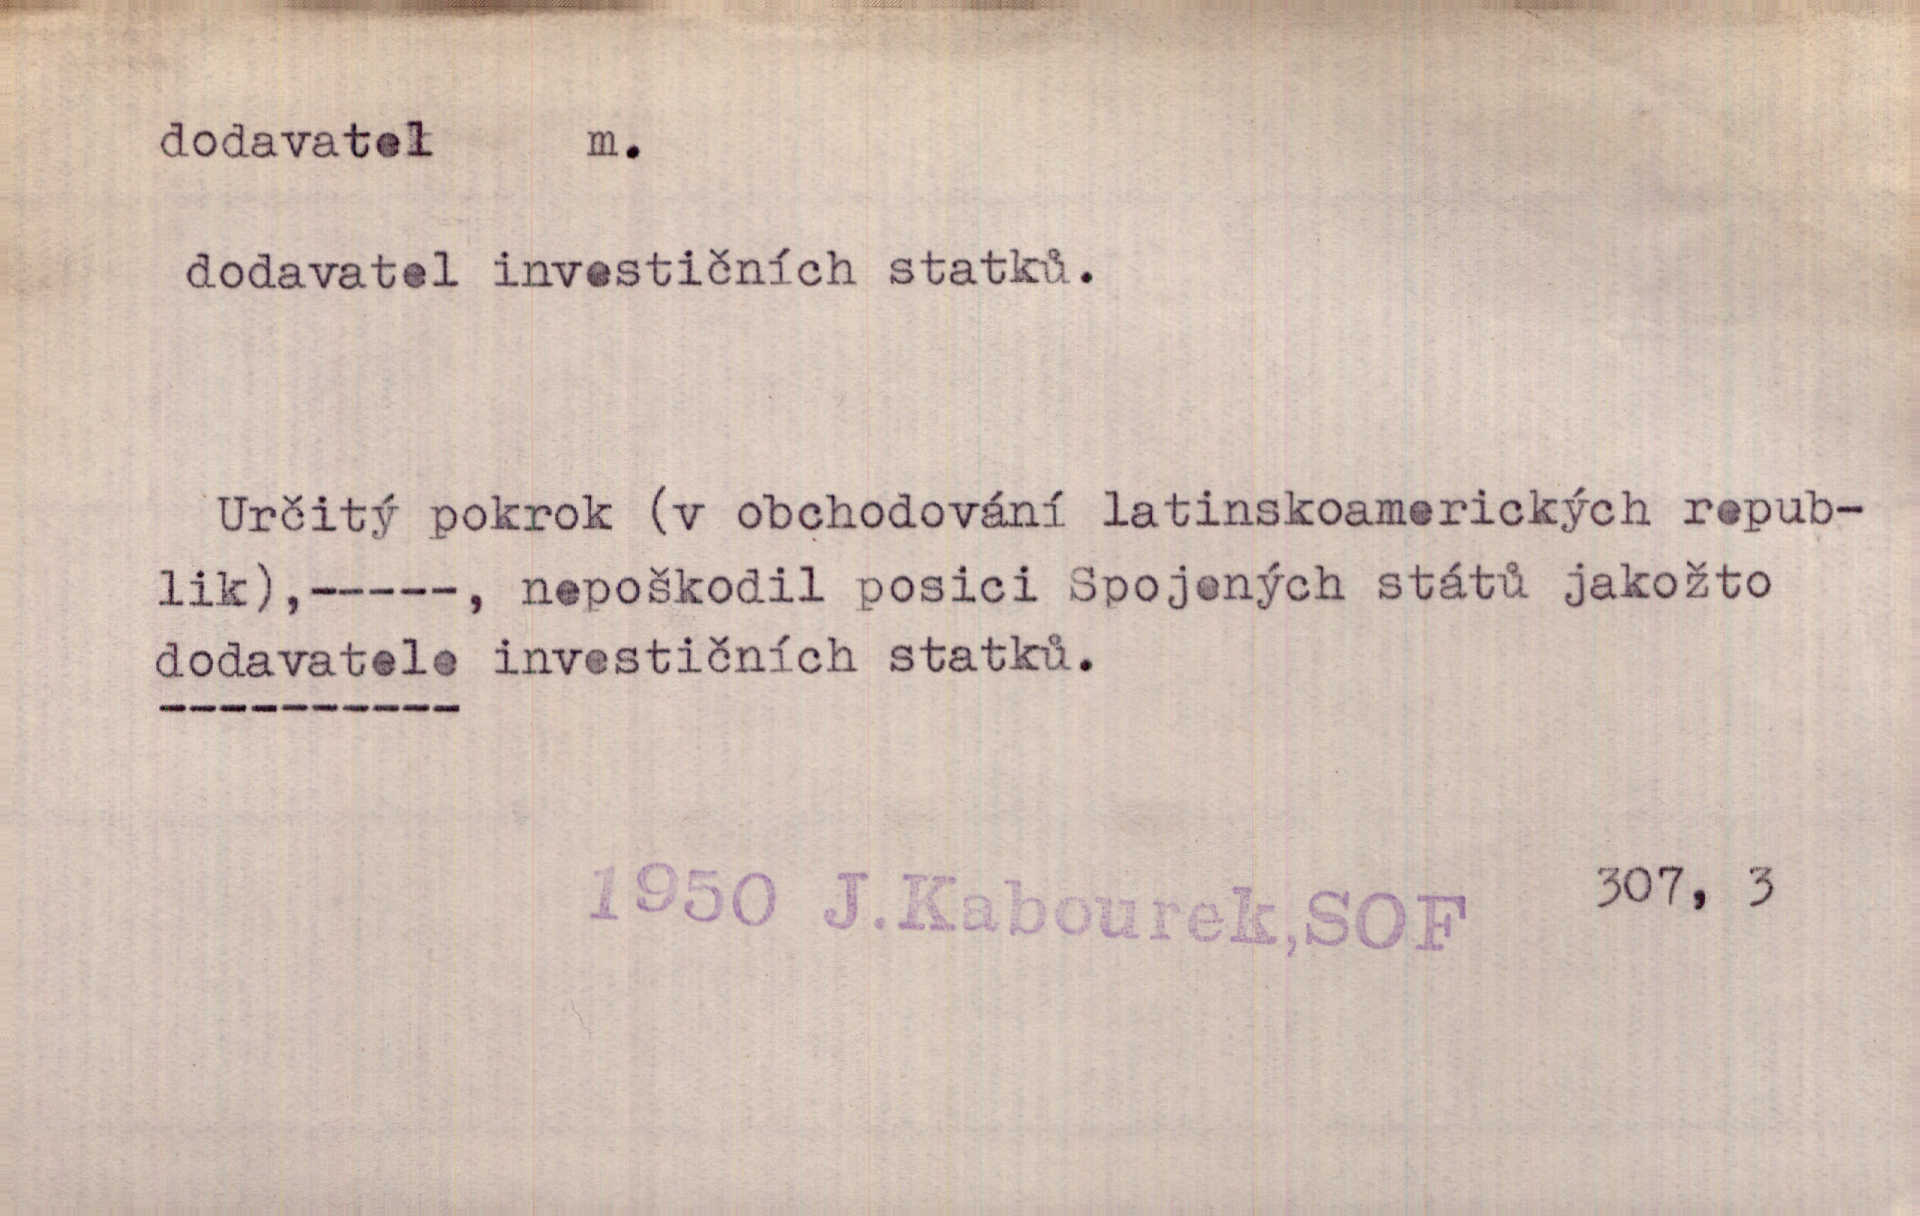 dodavatel m.
dodavatel investičních statků.
Určitý pokrok (v obchodování latinskoamerických repub-
lik),-----, nepoškodil posici Spojených států jakožto
dodavatele investičních statků.
----------
307, 3
1950 J.Kabourek,SOF